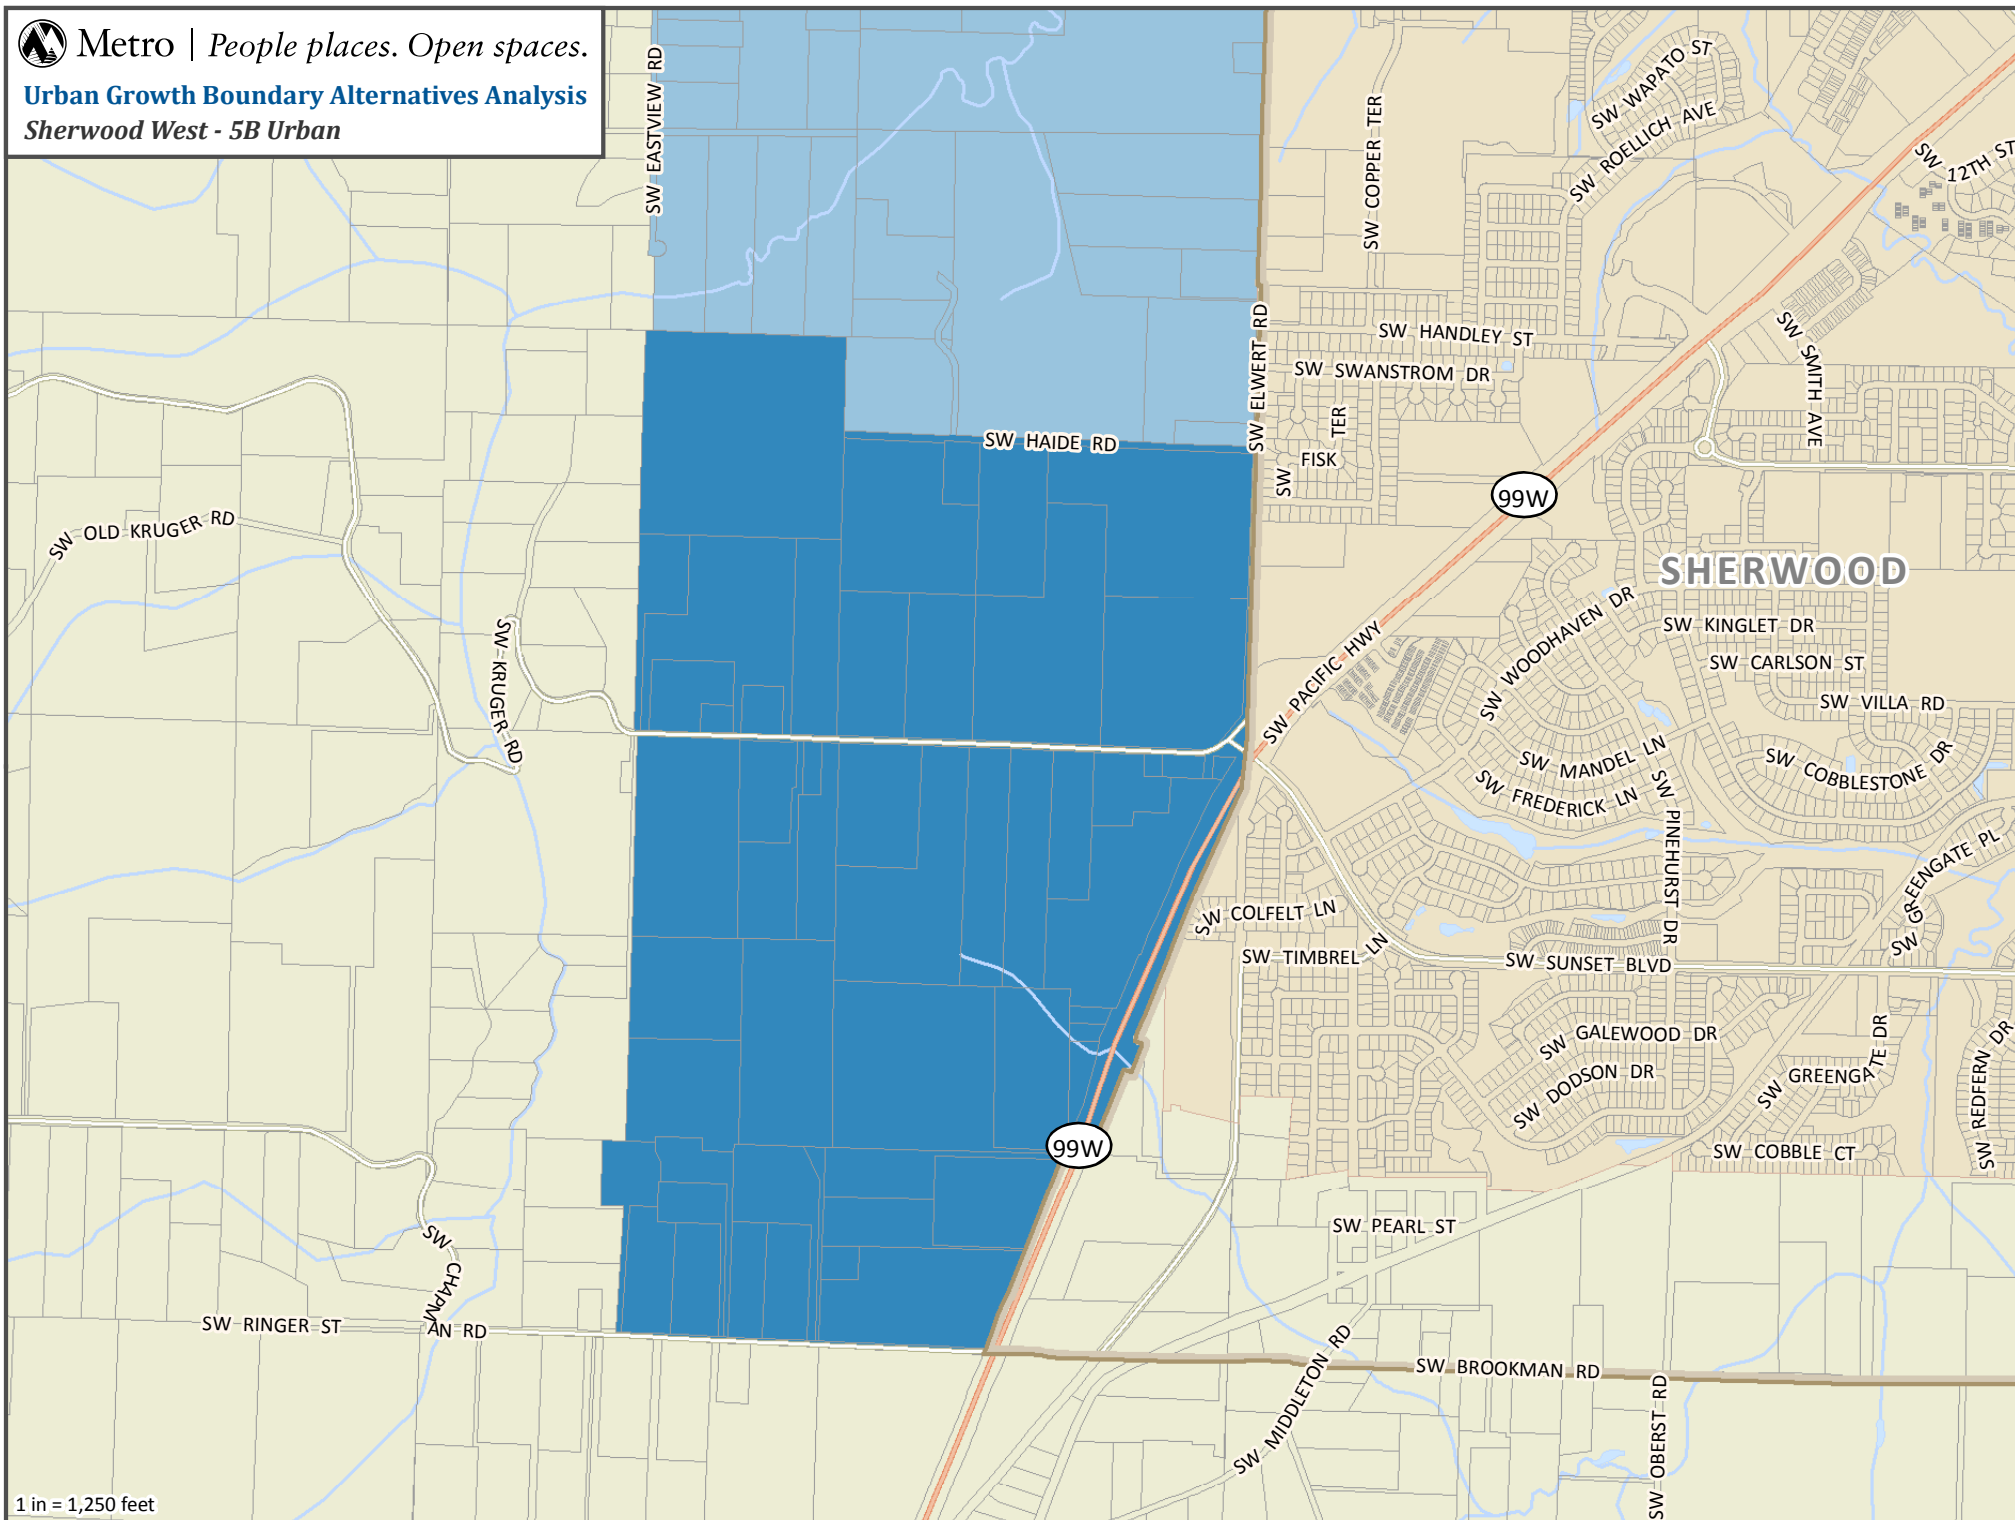 Metro | People places. Open spaces.
Urban Growth Boundary Alternatives Analysis
Sherwood West - 5B Urban
SW EASTVIEW RD
SW COPPER TER
SW WAPATO ST
SW ROELLICH AVE
SW 12TH ST
SW ELWERT RD
SW HANDLEY ST
SW SWANSTROM DR
SW SMITH AVE
SW HAIDE RD
SW FISK TER
99W
SW OLD KRUGER RD
SHERWOOD
SW KRUGER RD
SW PACIFIC HWY
SW WOODHAVEN DR
SW KINGLET DR
SW CARLSON ST
SW VILLA RD
SW MANDEL LN
SW COBBLESTONE DR
SW FREDERICK LN
SW PINEHURST DR
SW GREENGATE PL
SW COLFELT LN
SW TIMBREL LN
SW SUNSET BLVD
SW GALEWOOD DR
SW DODSON DR
SW GREENGATE DR
SW REDFERN DR
99W
SW COBBLE CT
SW PEARL ST
SW CHAPMAN RD
SW RINGER ST
SW MIDDLETON RD
SW BROOKMAN RD
SW OBERST RD
1 in = 1,250 feet